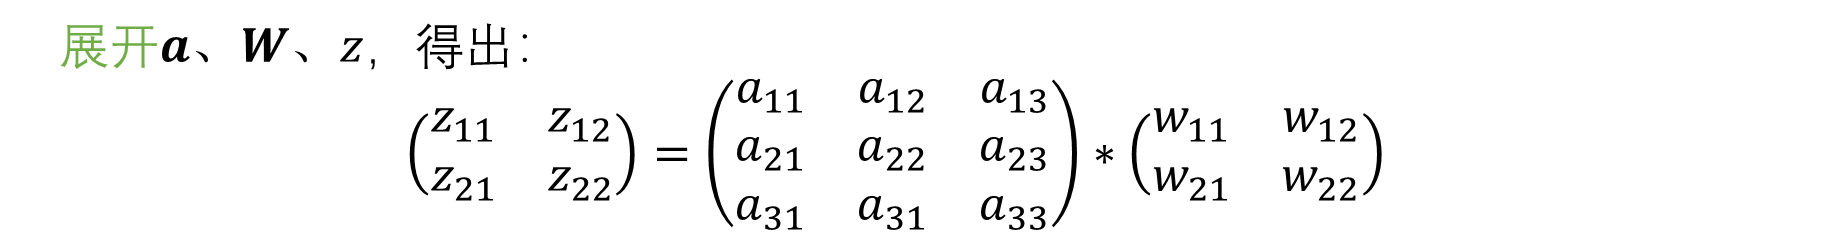 展开a、W、z,得出:
(z11 z12
z21 z22) = (a11 a12 a13
a21 a22 a23
a31 a31 a33) * (w11 w12
w21 w22)